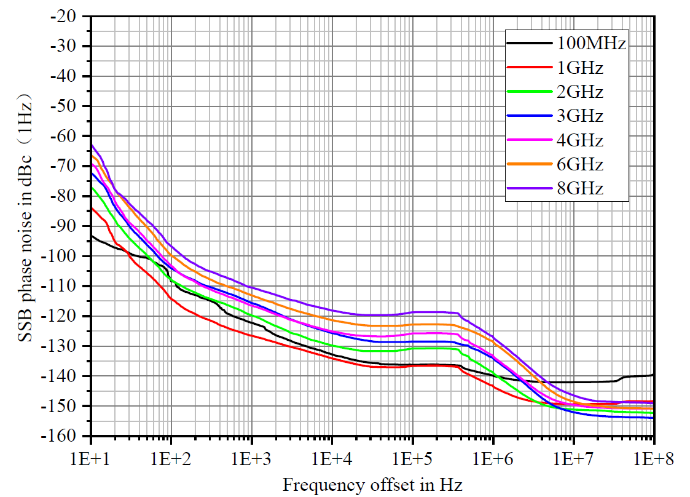 -20
-30
-40
-50
-60
-70
-80
-90
-100
-110
-120
-130
-140
-150
-160
SSB phase noise in dBc（1Hz）
100MHz
1GHz
2GHz
3GHz
4GHz
6GHz
8GHz
1E+1 1E+2 1E+3 1E+4 1E+5 1E+6 1E+7 1E+8
Frequency offset in Hz